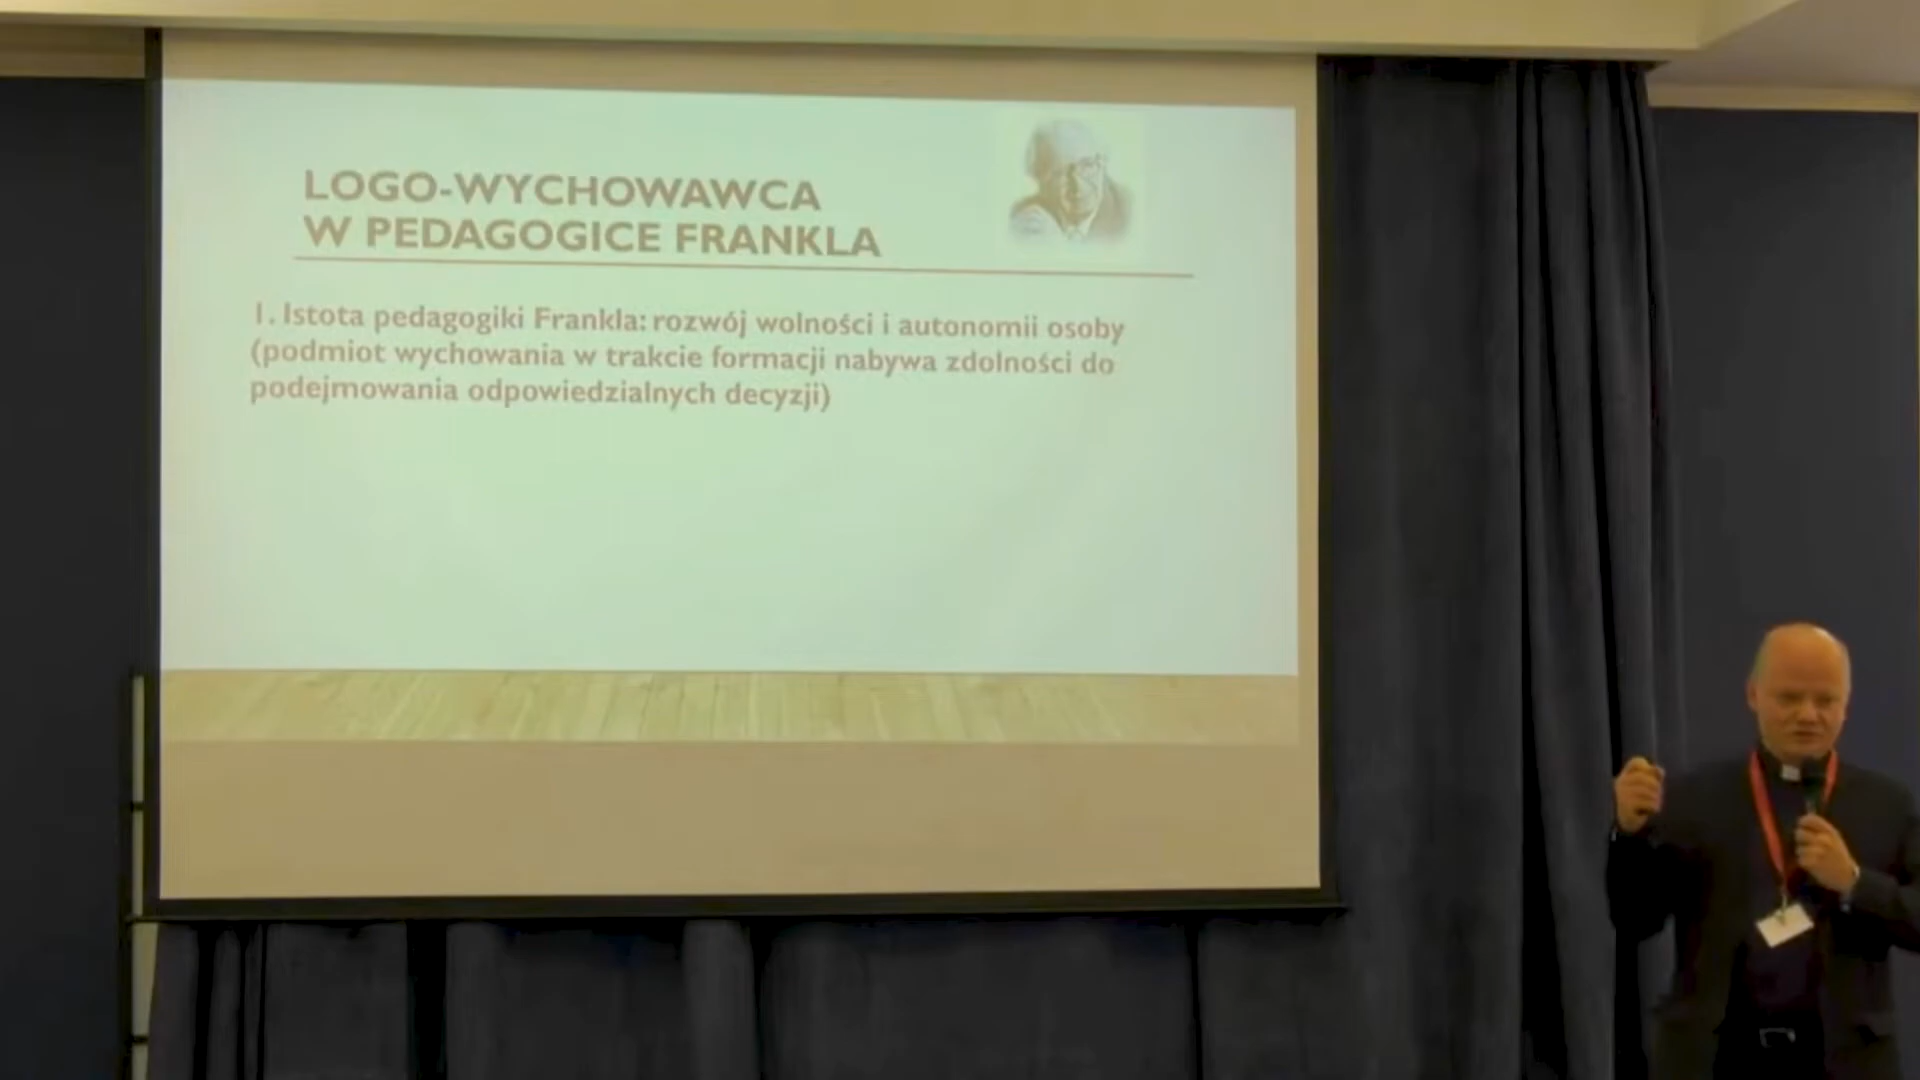 LOGO-WYCHOWAWCA
W PEDAGOGICE FRANKLA
1. Istota pedagogiki Frankla: rozwój wolności i autonomii osoby
(podmiot wychowania w trakcie formacji nabywa zdolności do
podejmowania odpowiedzialnych decyzji)